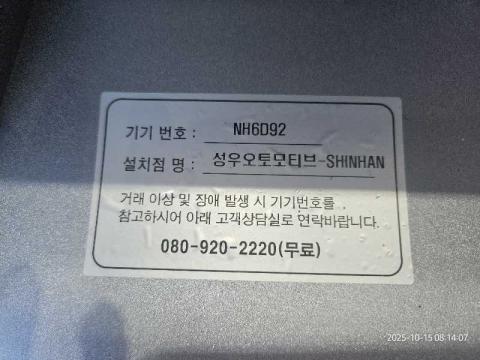 기기 번호 : NH6D92
설치점 명 : 성우오토모티브-SHINHAN
거래 이상 및 장애 발생 시 기기번호를
참고하시어 아래 고객상담실로 연락바랍니다.
080-920-2220(무료)
2025-10-15 08:14:07